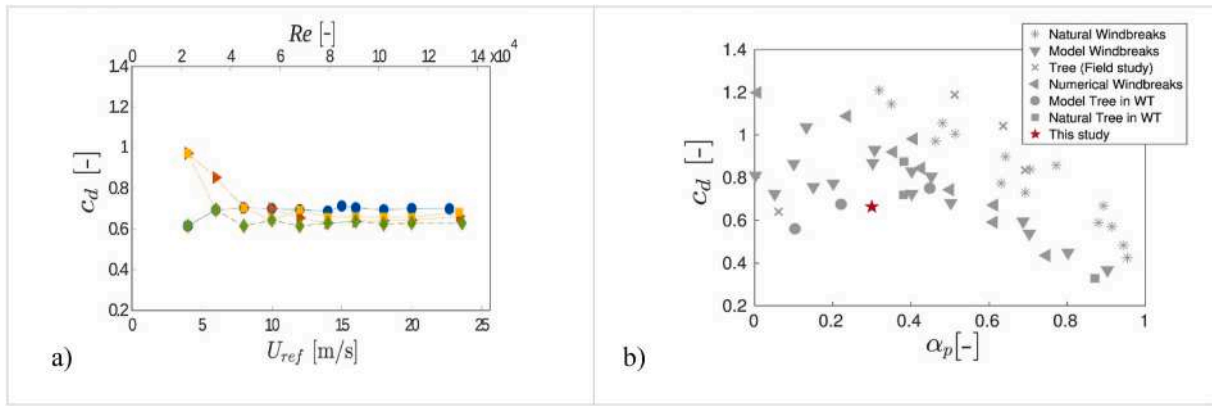 Re [-]
0 2 4 5 6 8 10 12 14 x10⁴
1.4
1.2
1
0.8
0.6
0.4
0.2
c_d [-]
0 5 10 15 20 25
U_ref [m/s]
a)
1.4
1.2
1
0.8
0.6
0.4
0.2
c_d [-]
0 0.2 0.4 0.6 0.8 1
α_p[-]
b)
Natural Windbreaks
Model Windbreaks
Tree (Field study)
Numerical Windbreaks
Model Tree in WT
Natural Tree in WT
This study